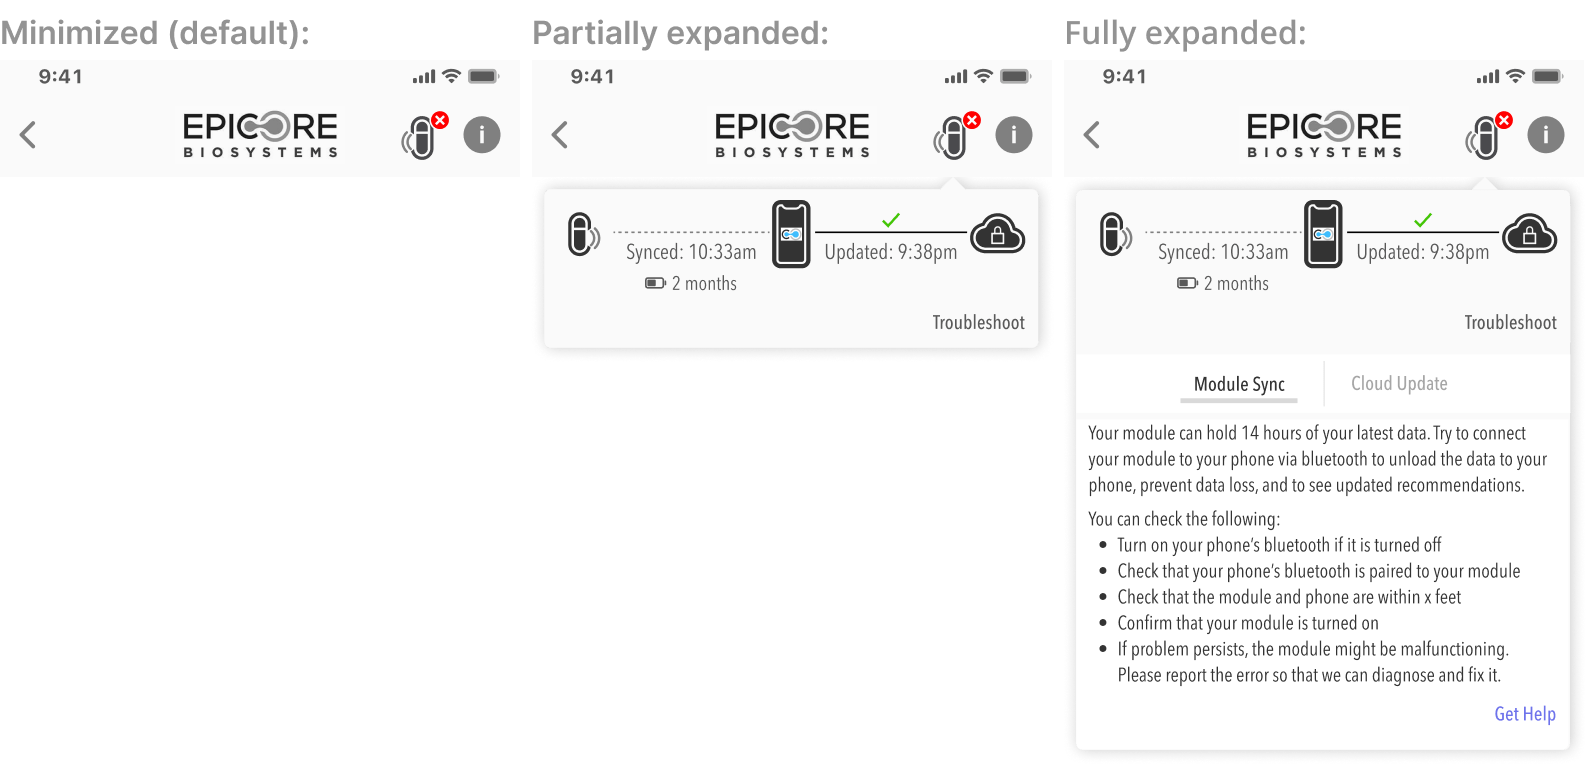 Minimized (default):
9:41
EPICORE
BIOSYSTEMS
i
Partially expanded:
9:41
EPICORE
BIOSYSTEMS
i
Synced: 10:33am
Updated: 9:38pm
2 months
Troubleshoot
Fully expanded:
9:41
EPICORE
BIOSYSTEMS
i
Synced: 10:33am
Updated: 9:38pm
2 months
Troubleshoot
Module Sync
Cloud Update
Your module can hold 14 hours of your latest data. Try to connect
your module to your phone via bluetooth to unload the data to your
phone, prevent data loss, and to see updated recommendations.
You can check the following:
• Turn on your phone’s bluetooth if it is turned off
• Check that your phone’s bluetooth is paired to your module
• Check that the module and phone are within x feet
• Confirm that your module is turned on
• If problem persists, the module might be malfunctioning.
Please report the error so that we can diagnose and fix it.
Get Help